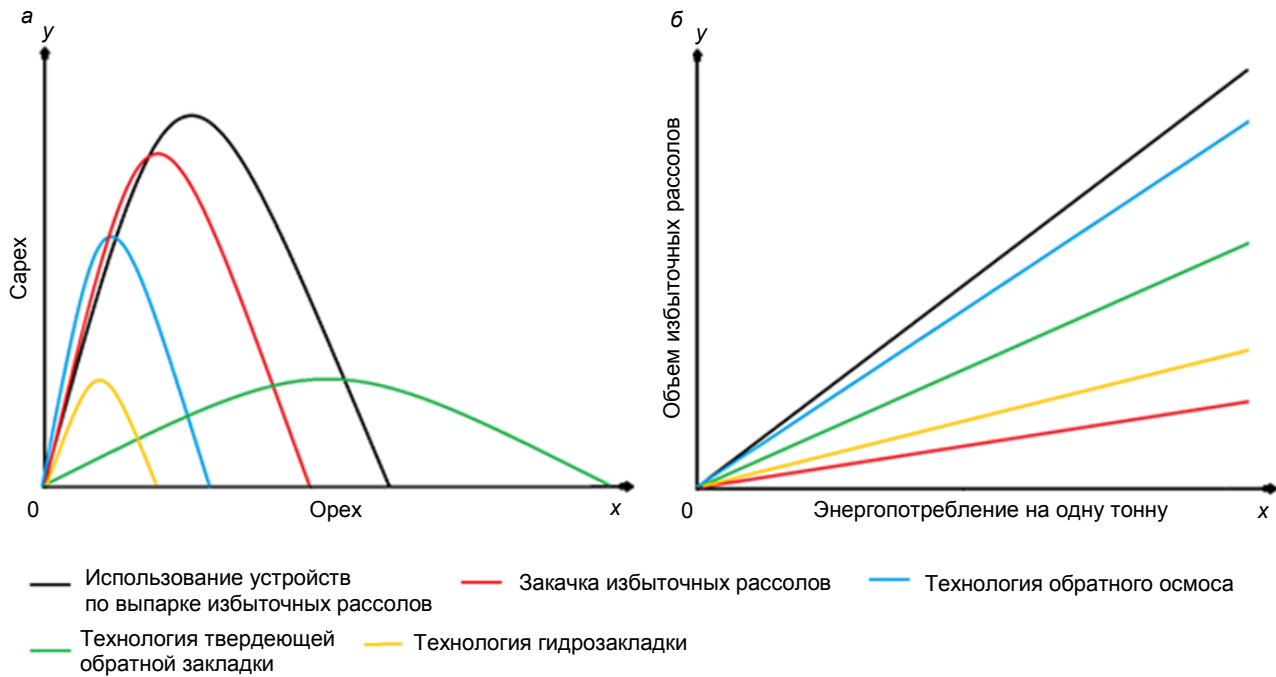 а
y
Capex
0
Opex
x
б
y
Объем избыточных рассолов
0
Энергопотребление на одну тонну
x
Использование устройств
по выпарке избыточных рассолов
Закачка избыточных рассолов
Технология обратного осмоса
Технология твердеющей
обратной закладки
Технология гидрозакладки